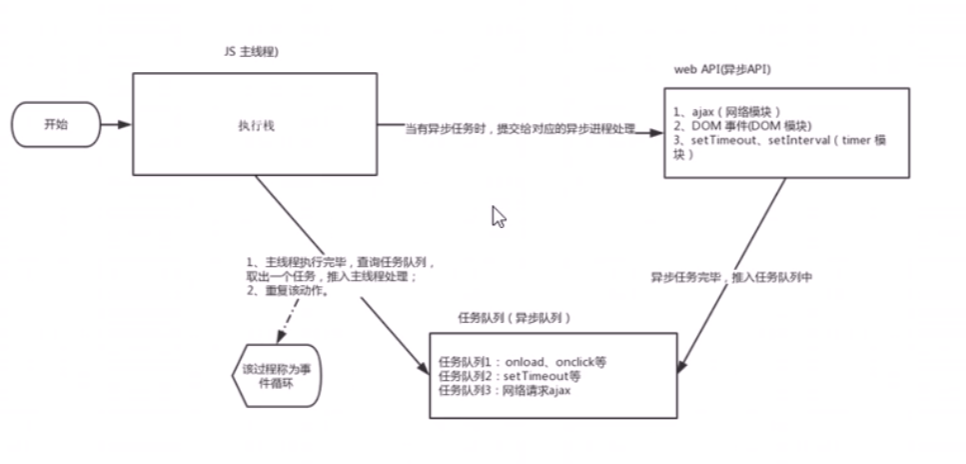 JS 主线程)
web API(异步API)
开始
执行栈
当有异步任务时，提交给对应的异步进程处理
1、ajax（网络模块）
2、DOM 事件(DOM 模块)
3、setTimeout、setInterval（timer 模
块）
1、主线程执行完毕，查询任务队列，
取出一个任务，推入主线程处理；
2、重复该动作。
异步任务完毕，推入任务队列中
任务队列（异步队列）
该过程称为事
件循环
任务队列1： onload、onclick等
任务队列2：setTimeout等
任务队列3：网络请求ajax